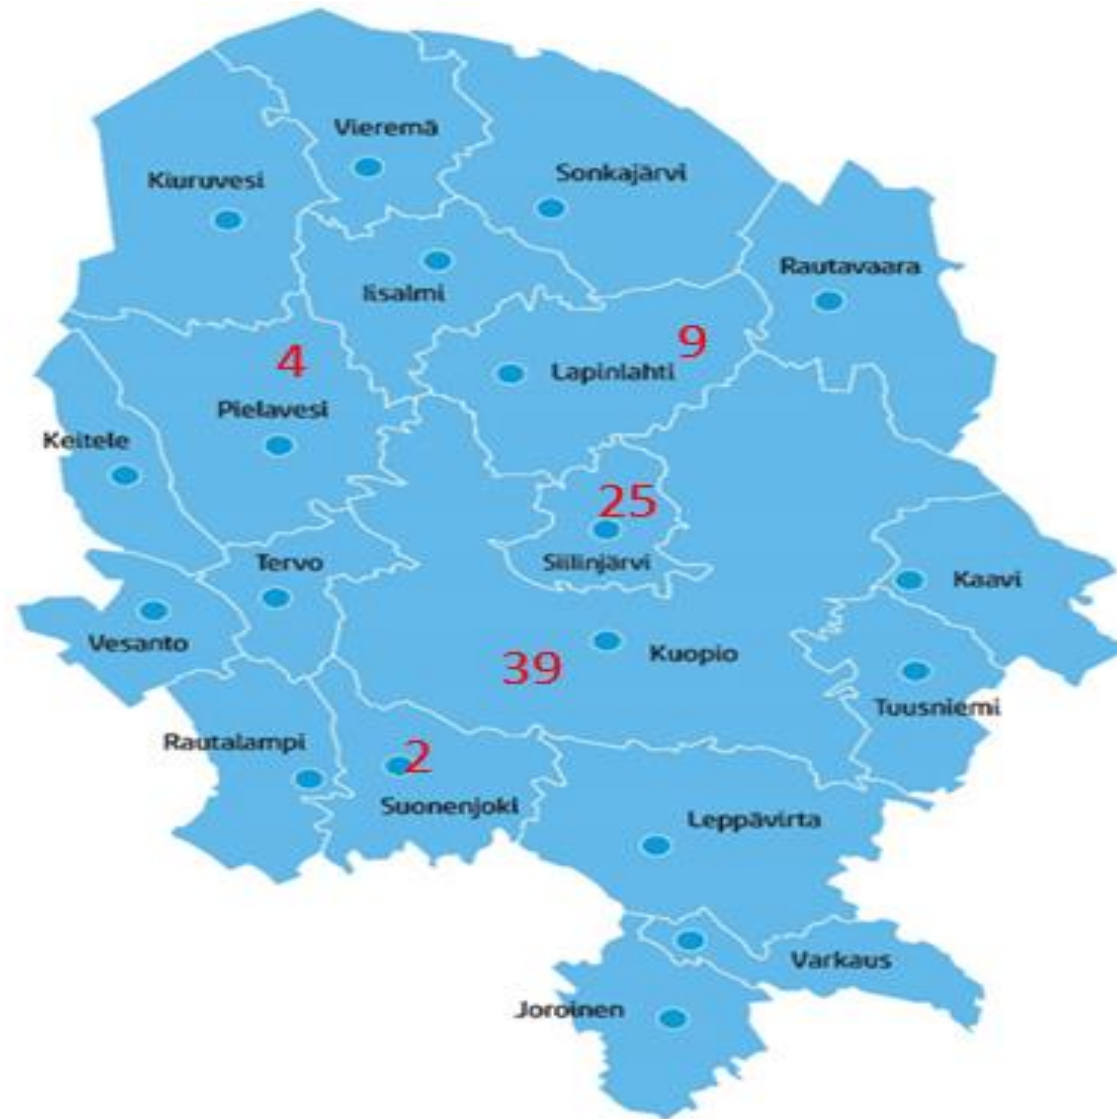 Vieremä
Sonkajärvi
Kiuruvesi
Rautavaara
Iisalmi
9
4
Lapinlahti
Pielavesi
Keitele
25
Tervo
Siilinjärvi
Kaavi
Vesanto
Kuopio
39
Tuusniemi
Rautalampi
2
Suonenjoki
Leppävirta
Varkaus
Joroinen